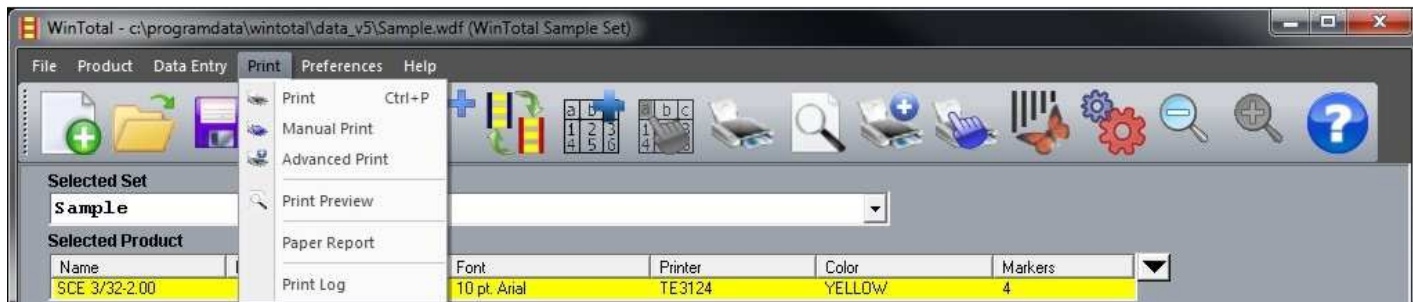 WinTotal - c:\programdata\wintotal\data_v5\Sample.wdf (WinTotal Sample Set)
File Product Data Entry Print Preferences Help
Print Ctrl+P
Manual Print
Advanced Print
Print Preview
Paper Report
Print Log
a b
1 2 3
4 5 6
a b c
1
4
?
Selected Set
Sample
Selected Product
Name Font Printer Color Markers
SCE 3/32-2.00 10 pt. Arial TE3124 YELLOW 4